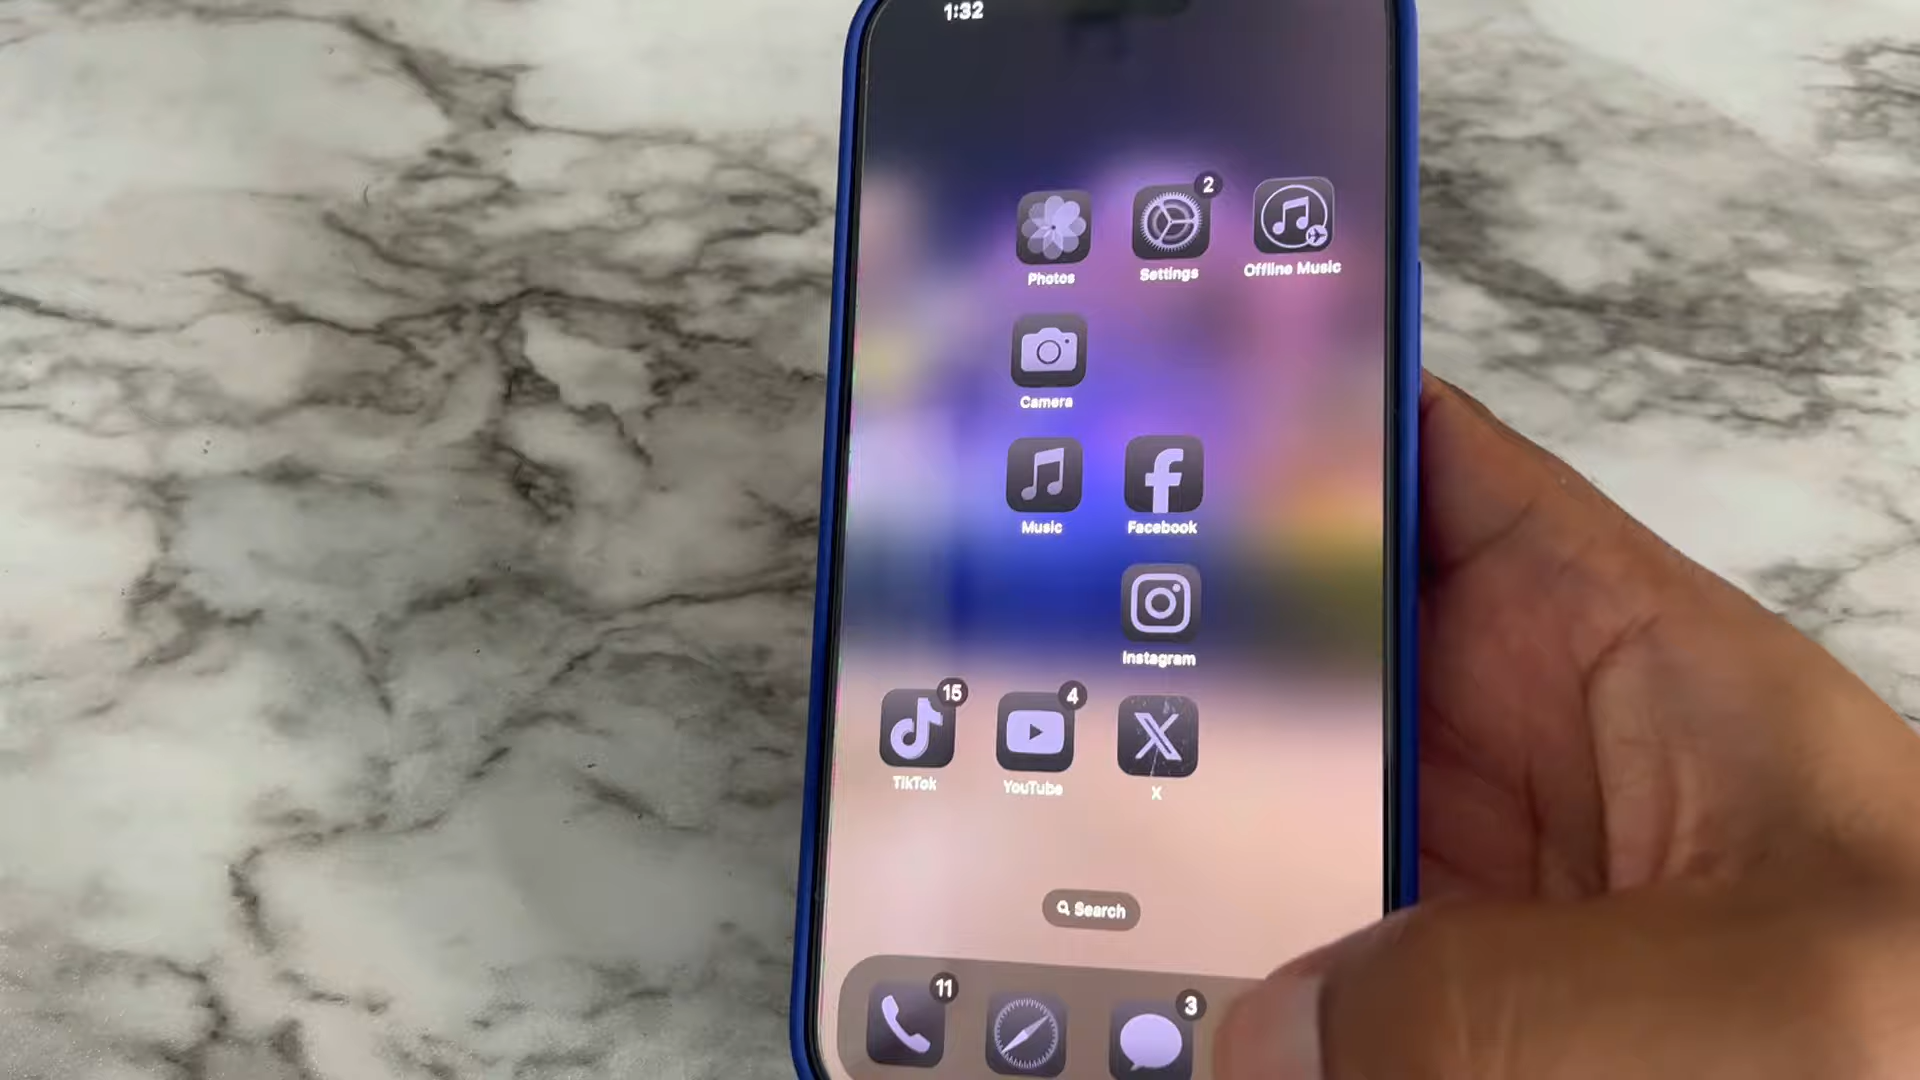 1:32
2
Photos
Settings
Offline Music
Camera
Music
Facebook
Instagram
15
4
TikTok
YouTube
X
Search
11
3